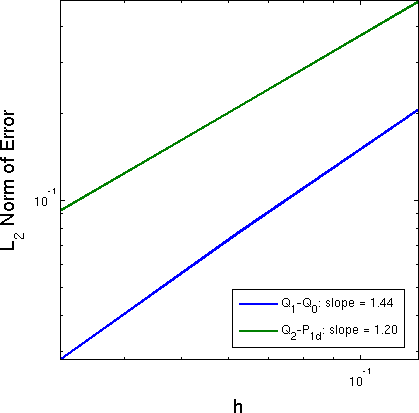 L₂ Norm of Error
10⁻¹
Q₁-Q₀: slope = 1.44
Q₂-P₁d: slope = 1.20
10⁻¹
h